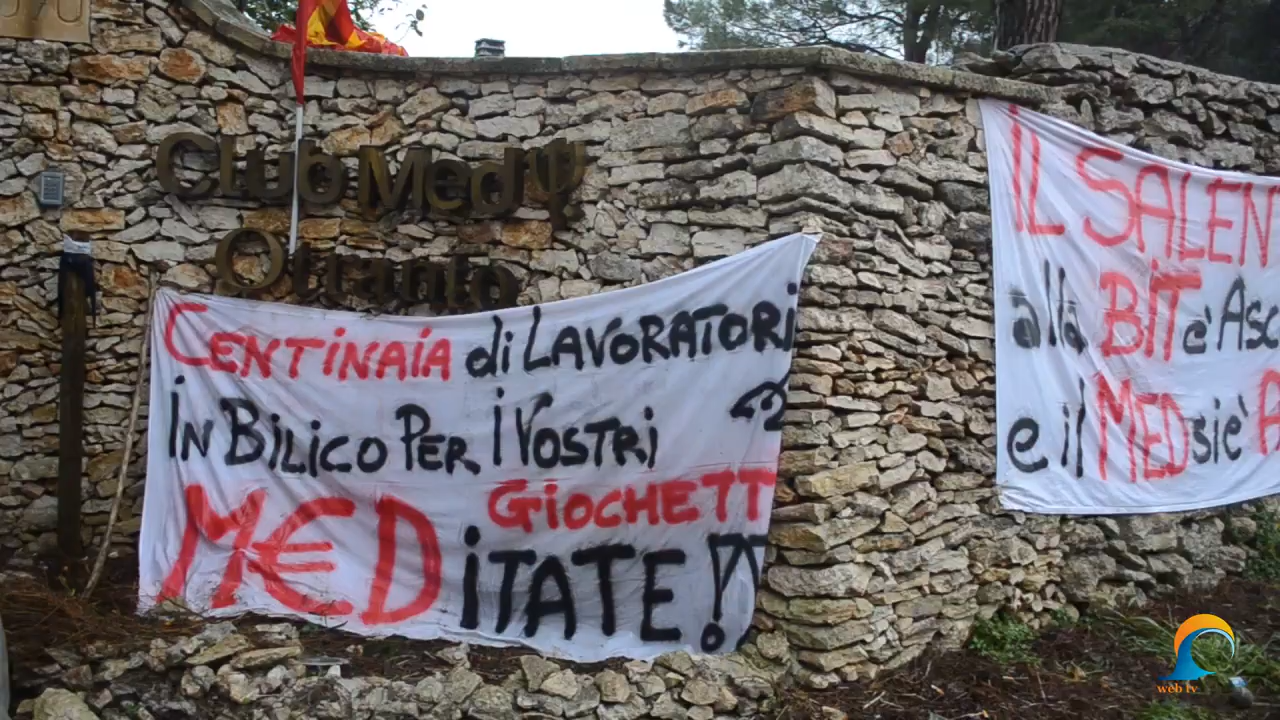 Club Med
Otranto
CENTINAIA di LAVORATORI
iN BiLiCO PER i VOSTRi
GiOCHETT
MEDiTATE!
IL SALEN
alla BIT è Asc
e il MED si è A
web tv